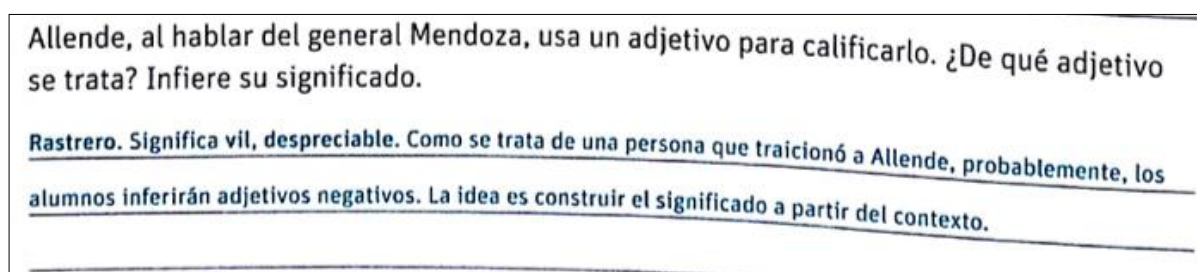 Allende, al hablar del general Mendoza, usa un adjetivo para calificarlo. ¿De qué adjetivo
se trata? Infiere su significado.
Rastrero. Significa vil, despreciable. Como se trata de una persona que traicionó a Allende, probablemente, los
alumnos inferirán adjetivos negativos. La idea es construir el significado a partir del contexto.